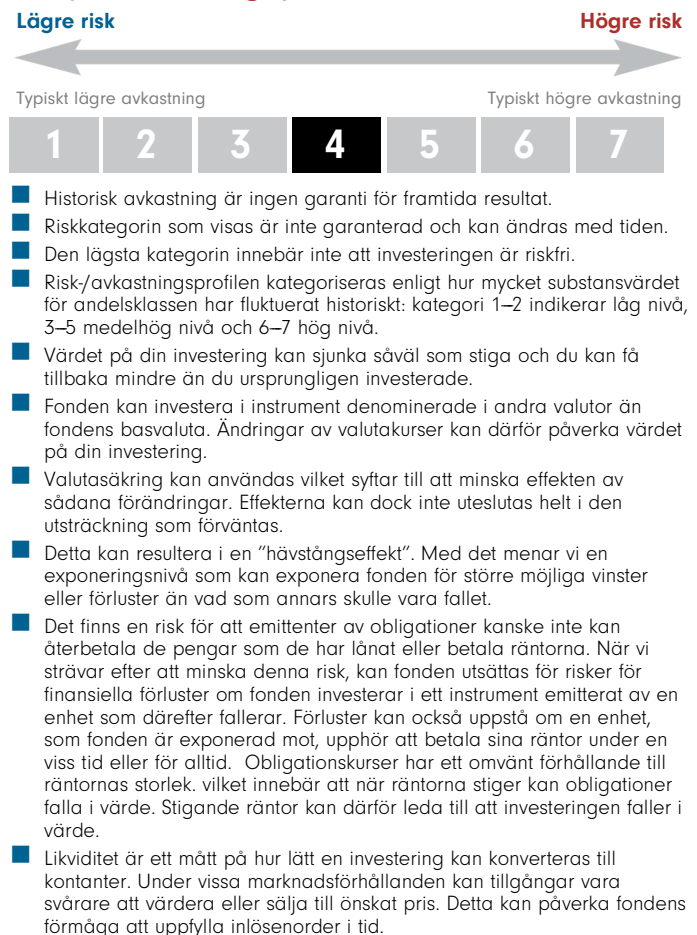 Lägre risk Högre risk
Typiskt lägre avkastning Typiskt högre avkastning
1 2 3 4 5 6 7
Historisk avkastning är ingen garanti för framtida resultat.
Riskkategorin som visas är inte garanterad och kan ändras med tiden.
Den lägsta kategorin innebär inte att investeringen är riskfri.
Risk-/avkastningsprofilen kategoriseras enligt hur mycket substansvärdet
för andelsklassen har fluktuerat historiskt: kategori 1–2 indikerar låg nivå,
3–5 medelhög nivå och 6–7 hög nivå.
Värdet på din investering kan sjunka såväl som stiga och du kan få
tillbaka mindre än du ursprungligen investerade.
Fonden kan investera i instrument denominerade i andra valutor än
fondens basvaluta. Ändringar av valutakurser kan därför påverka värdet
på din investering.
Valutasäkring kan användas vilket syftar till att minska effekten av
sådana förändringar. Effekterna kan dock inte uteslutas helt i den
utsträckning som förväntas.
Detta kan resultera i en ”hävstångseffekt”. Med det menar vi en
exponeringsnivå som kan exponera fonden för större möjliga vinster
eller förluster än vad som annars skulle vara fallet.
Det finns en risk för att emittenter av obligationer kanske inte kan
återbetala de pengar som de har lånat eller betala räntorna. När vi
strävar efter att minska denna risk, kan fonden utsättas för risker för
finansiella förluster om fonden investerar i ett instrument emitterat av en
enhet som därefter fallerar. Förluster kan också uppstå om en enhet,
som fonden är exponerad mot, upphör att betala sina räntor under en
viss tid eller för alltid. Obligationskurser har ett omvänt förhållande till
räntornas storlek. vilket innebär att när räntorna stiger kan obligationer
falla i värde. Stigande räntor kan därför leda till att investeringen faller i
värde.
Likviditet är ett mått på hur lätt en investering kan konverteras till
kontanter. Under vissa marknadsförhållanden kan tillgångar vara
svårare att värdera eller sälja till önskat pris. Detta kan påverka fondens
förmåga att uppfylla inlösenorder i tid.